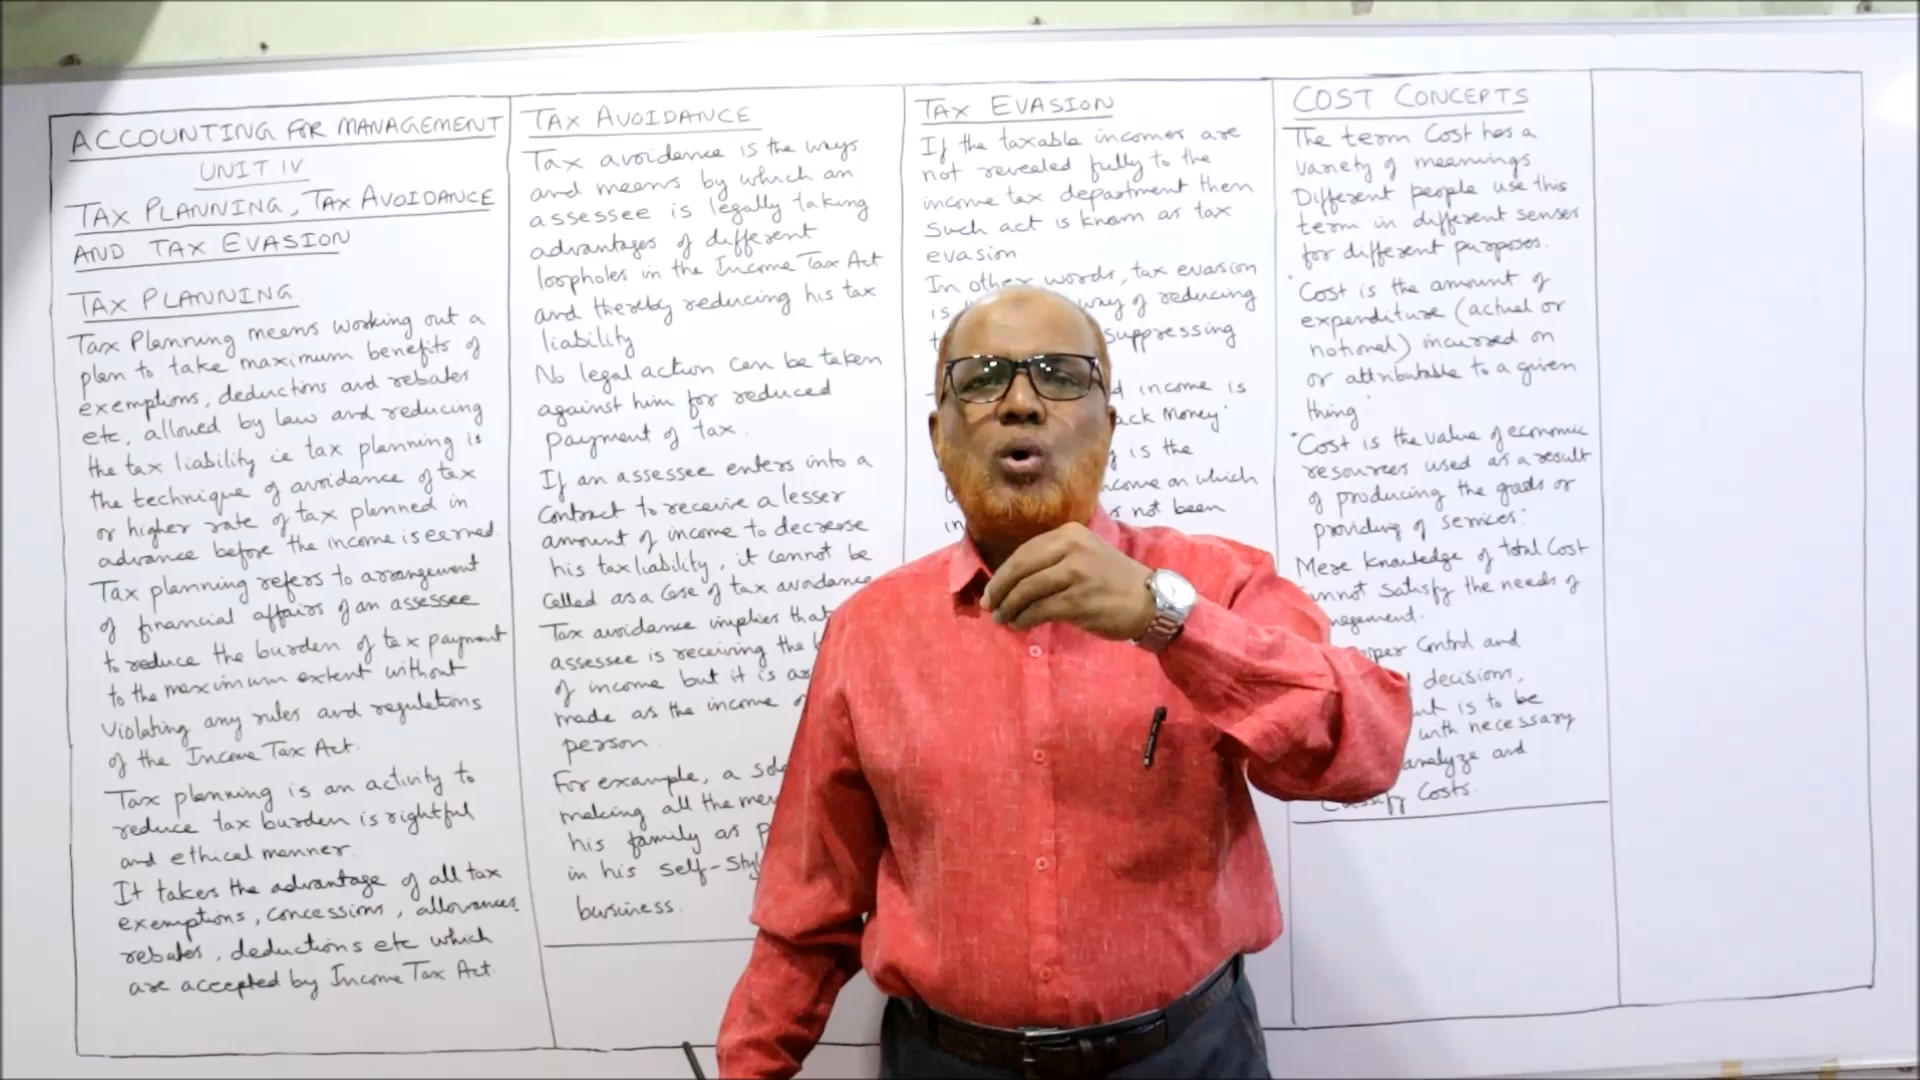 ACCOUNTING FOR MANAGEMENT
UNIT IV
TAX PLANNING, TAX AVOIDANCE
AND TAX EVASION
TAX PLANNING
Tax Planning means working out a
plan to take maximum benefits of
exemptions, deductions and rebates
etc, allowed by law and reducing
the tax liability ie tax planning is
the technique of avoidance of tax
or higher rate of tax planned in
advance before the income is earned.
Tax planning refers to arrangement
of financial affairs of an assessee
to reduce the burden of tax payment
to the maximum extent without
violating any rules and regulations
of the Income Tax Act.
Tax planning is an activity to
reduce tax burden is rightful
and ethical manner.
It takes the advantage of all tax
exemptions, concessions, allowances,
rebates, deductions etc which
are accepted by Income Tax Act.
TAX AVOIDANCE
Tax avoidance is the ways
and means by which an
assessee is legally taking
advantages of different
loopholes in the Income Tax Act
and thereby reducing his tax
liability
No legal action can be taken
against him for reduced
payment of tax.
If an assessee enters into a
contract to receive a lesser
amount of income to decrease
his tax liability, it cannot be
called as a case of tax avoidance
Tax avoidance implies that
assessee is receiving the
of income but it is
made as the income
person.
For example, a
making all the
his family as
in his self-
business.
TAX EVASION
If the taxable incomes are
not revealed fully to the
income tax department then
such act is known as tax
evasion.
In other words, tax evasion
is way of reducing
suppressing
income is
Money'
is the
income on which
not been
COST CONCEPTS
The term Cost has a
variety of meanings
Different people use this
term in different senses
for different purposes.
'Cost is the amount of
expenditure (actual or
notional) incurred on
or attributable to a given
thing'
'Cost is the value of economic
resources used as a result
of producing the goods or
providing of services'.
Mere knowledge of total Cost
cannot satisfy the needs of
control and
decisions,
is to be
with necessary
analyze and
Classify Costs.